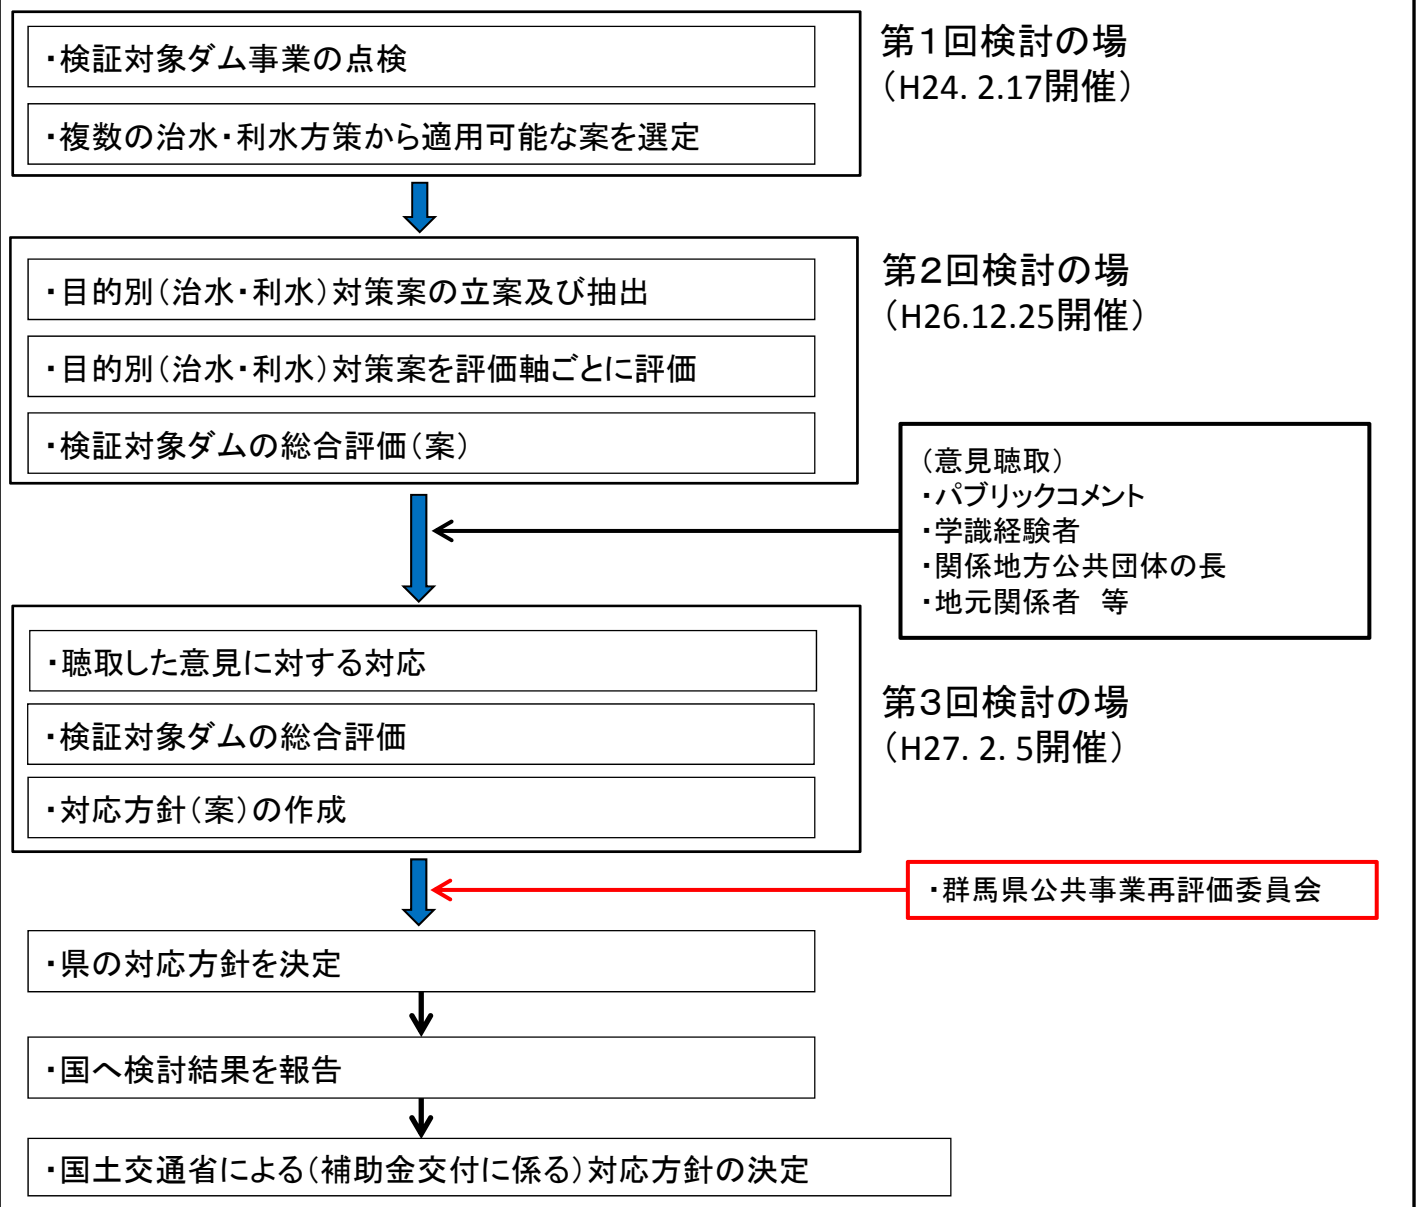 ・検証対象ダム事業の点検
・複数の治水・利水方策から適用可能な案を選定
第１回検討の場
（H24. 2.17開催）
・目的別（治水・利水）対策案の立案及び抽出
・目的別（治水・利水）対策案を評価軸ごとに評価
・検証対象ダムの総合評価（案）
第２回検討の場
（H26.12.25開催）
（意見聴取）
・パブリックコメント
・学識経験者
・関係地方公共団体の長
・地元関係者　等
・聴取した意見に対する対応
・検証対象ダムの総合評価
・対応方針（案）の作成
第３回検討の場
（H27. 2. 5開催）
・群馬県公共事業再評価委員会
・県の対応方針を決定
・国へ検討結果を報告
・国土交通省による（補助金交付に係る）対応方針の決定